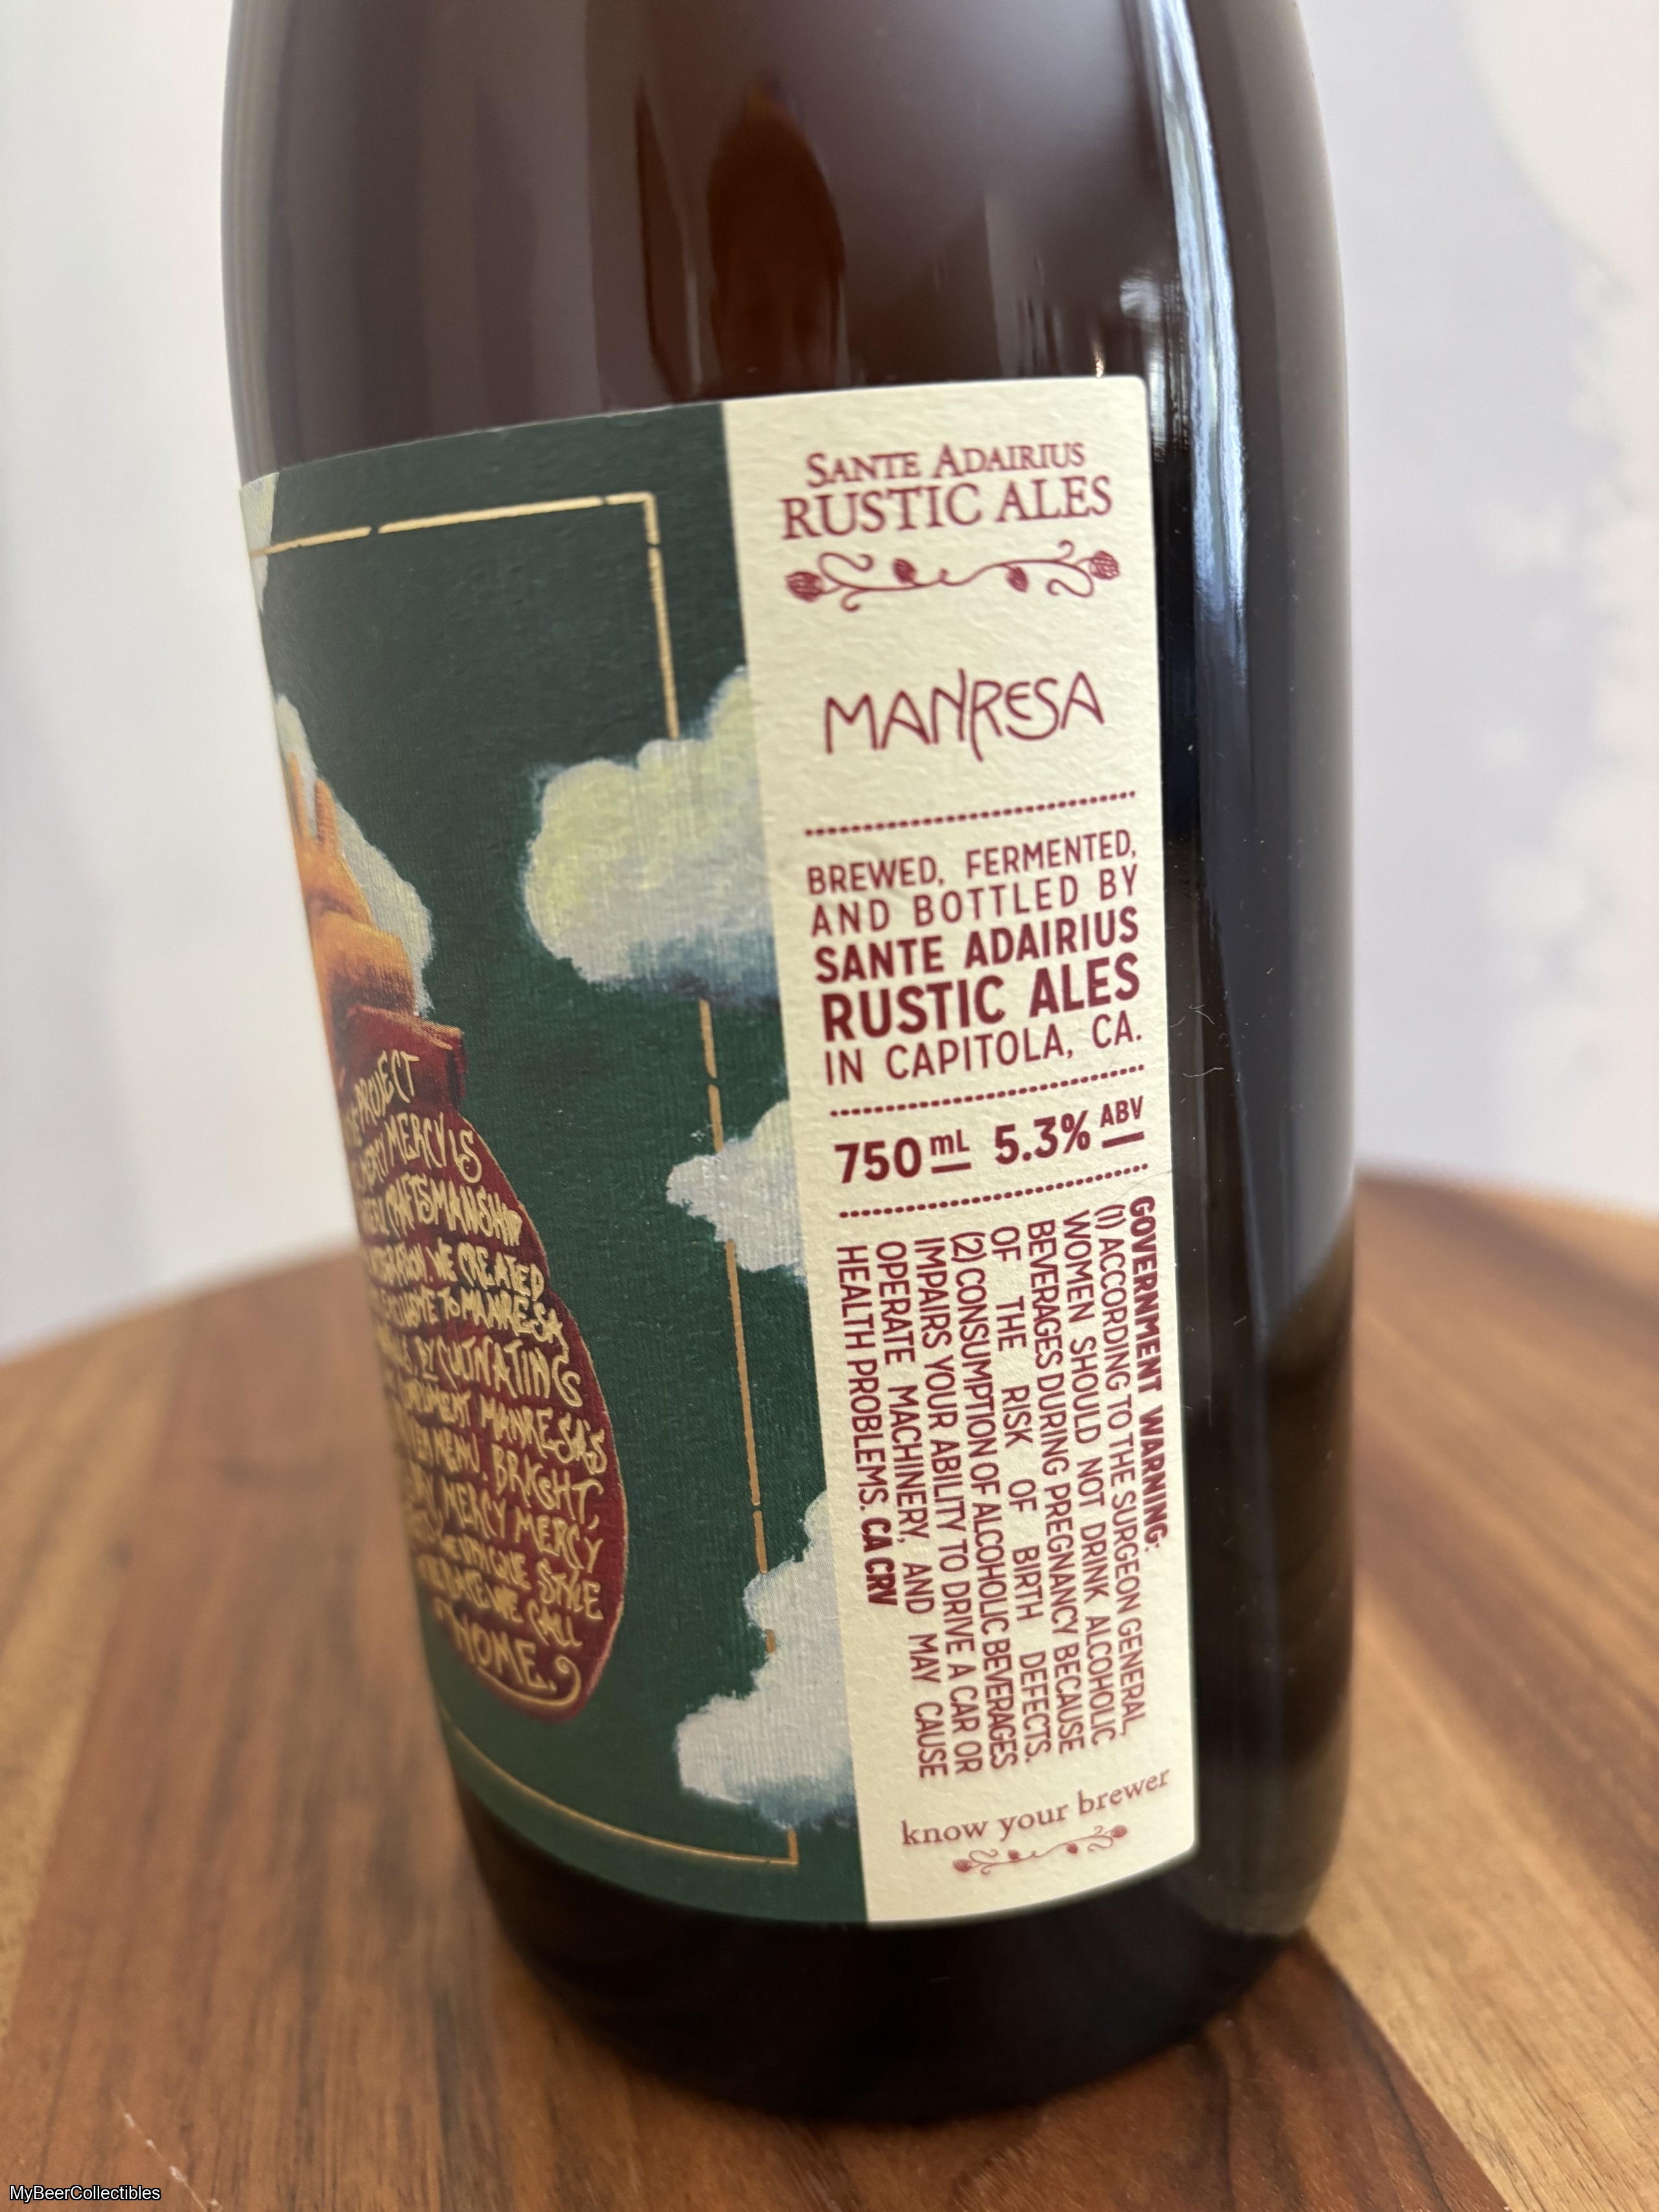 SANTE ADAIRIUS
RUSTIC ALES
MANRESA
BREWED, FERMENTED,
AND BOTTLED BY
SANTE ADAIRIUS
RUSTIC ALES
IN CAPITOLA, CA.
750 mL 5.3% ABV
GOVERNMENT WARNING:
(1) ACCORDING TO THE SURGEON GENERAL,
WOMEN SHOULD NOT DRINK ALCOHOLIC
BEVERAGES DURING PREGNANCY BECAUSE
OF THE RISK OF BIRTH DEFECTS.
(2) CONSUMPTION OF ALCOHOLIC BEVERAGES
IMPAIRS YOUR ABILITY TO DRIVE A CAR OR
OPERATE MACHINERY, AND MAY CAUSE
HEALTH PROBLEMS. CA CRV
know your brewer
PROJECT
MERCY IS
CRAFTSMANSHIP
WE CREATED
TO MANRESA
BY CULTIVATING
MANRESA'S
MENU. BRIGHT,
MERCY MERCY
UNIQUE STYLE
WE CALL
HOME.
MyBeerCollectibles